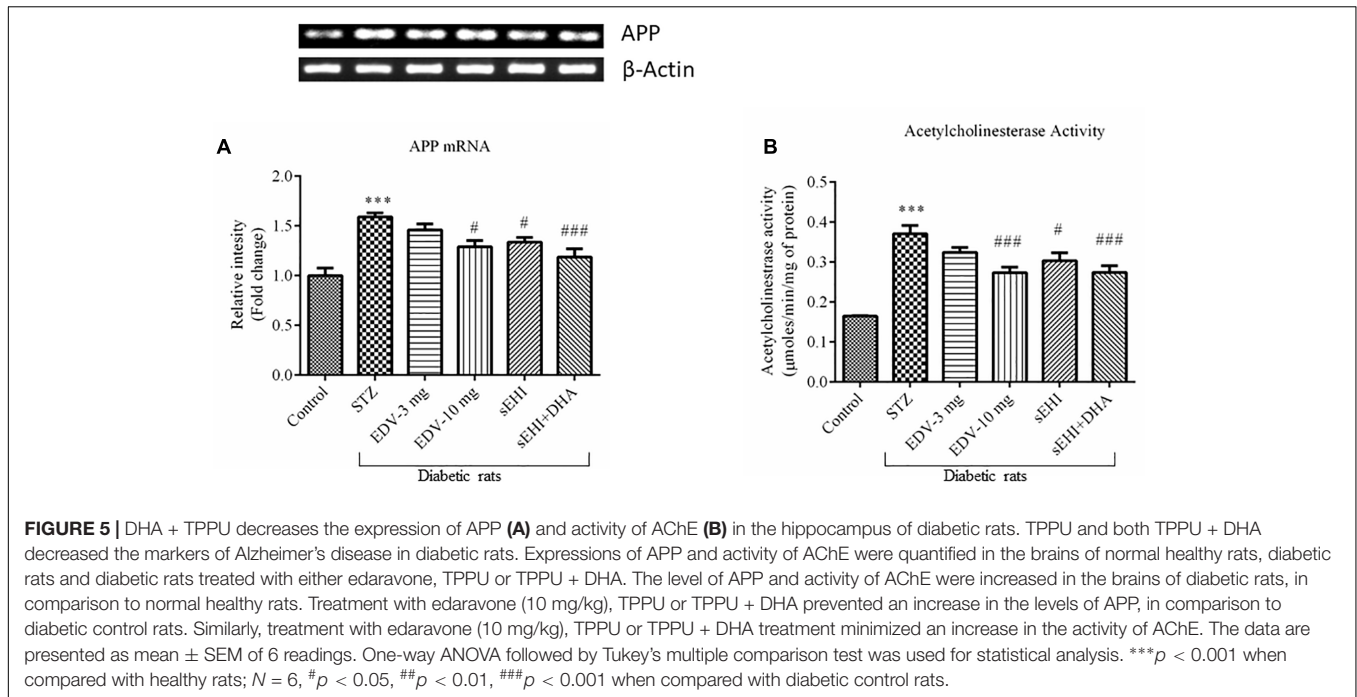 APP
β-Actin
A
APP mRNA
Relative intesity
(Fold change)
2.0
1.5
1.0
0.5
0.0
***
#
#
###
Control
STZ
EDV-3 mg
EDV-10 mg
sEHI
sEHI+DHA
Diabetic rats
B
Acetylcholinesterase Activity
Acetylcholinestrase activity
(µmoles/min/mg of protein)
0.5
0.4
0.3
0.2
0.1
0.0
***
###
#
###
Control
STZ
EDV-3 mg
EDV-10 mg
sEHI
sEHI+DHA
Diabetic rats
FIGURE 5 | DHA + TPPU decreases the expression of APP (A) and activity of AChE (B) in the hippocampus of diabetic rats. TPPU and both TPPU + DHA
decreased the markers of Alzheimer's disease in diabetic rats. Expressions of APP and activity of AChE were quantified in the brains of normal healthy rats, diabetic
rats and diabetic rats treated with either edaravone, TPPU or TPPU + DHA. The level of APP and activity of AChE were increased in the brains of diabetic rats, in
comparison to normal healthy rats. Treatment with edaravone (10 mg/kg), TPPU or TPPU + DHA prevented an increase in the levels of APP, in comparison to
diabetic control rats. Similarly, treatment with edaravone (10 mg/kg), TPPU or TPPU + DHA treatment minimized an increase in the activity of AChE. The data are
presented as mean ± SEM of 6 readings. One-way ANOVA followed by Tukey's multiple comparison test was used for statistical analysis. ***p < 0.001 when
compared with healthy rats; N = 6, #p < 0.05, ##p < 0.01, ###p < 0.001 when compared with diabetic control rats.